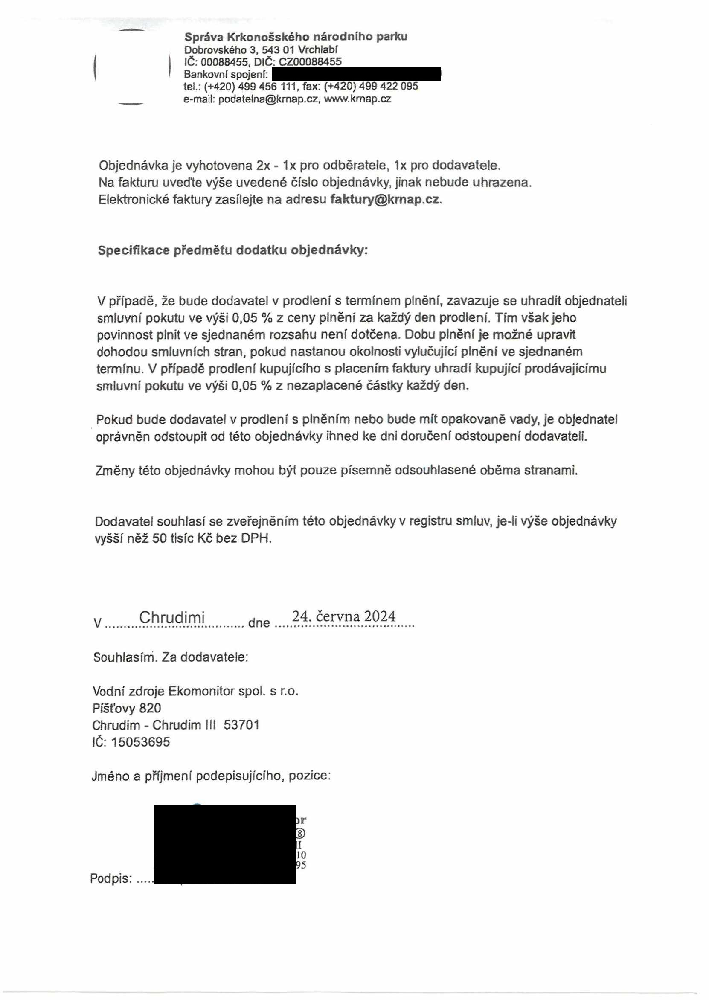 Správa Krkonošského národního parku
Dobrovského 3, 543 01 Vrchlabí
IČ: 00088455, DIČ: CZ00088455
Bankovní spojení:
tel.: (+420) 499 456 111, fax: (+420) 499 422 095
e-mail: podatelna@krnap.cz, www.krnap.cz
Objednávka je vyhotovena 2x - 1x pro odběratele, 1x pro dodavatele.
Na fakturu uveďte výše uvedené číslo objednávky, jinak nebude uhrazena.
Elektronické faktury zasílejte na adresu faktury@krnap.cz.
Specifikace předmětu dodatku objednávky:
V případě, že bude dodavatel v prodlení s termínem plnění, zavazuje se uhradit objednateli
smluvní pokutu ve výši 0,05 % z ceny plnění za každý den prodlení. Tím však jeho
povinnost plnit ve sjednaném rozsahu není dotčena. Dobu plnění je možné upravit
dohodou smluvních stran, pokud nastanou okolnosti vylučující plnění ve sjednaném
termínu. V případě prodlení kupujícího s placením faktury uhradí kupující prodávajícímu
smluvní pokutu ve výši 0,05 % z nezaplacené částky každý den.
Pokud bude dodavatel v prodlení s plněním nebo bude mít opakovaně vady, je objednatel
oprávněn odstoupit od této objednávky ihned ke dni doručení odstoupení dodavateli.
Změny této objednávky mohou být pouze písemně odsouhlasené oběma stranami.
Dodavatel souhlasí se zveřejněním této objednávky v registru smluv, je-li výše objednávky
vyšší něž 50 tisíc Kč bez DPH.
V ..... Chrudimi ..... dne ..... 24. června 2024 .....
Souhlasím. Za dodavatele:
Vodní zdroje Ekomonitor spol. s r.o.
Píšťovy 820
Chrudim - Chrudim III 53701
IČ: 15053695
Jméno a příjmení podepisujícího, pozice:
or
8
II
10
95
Podpis: .....